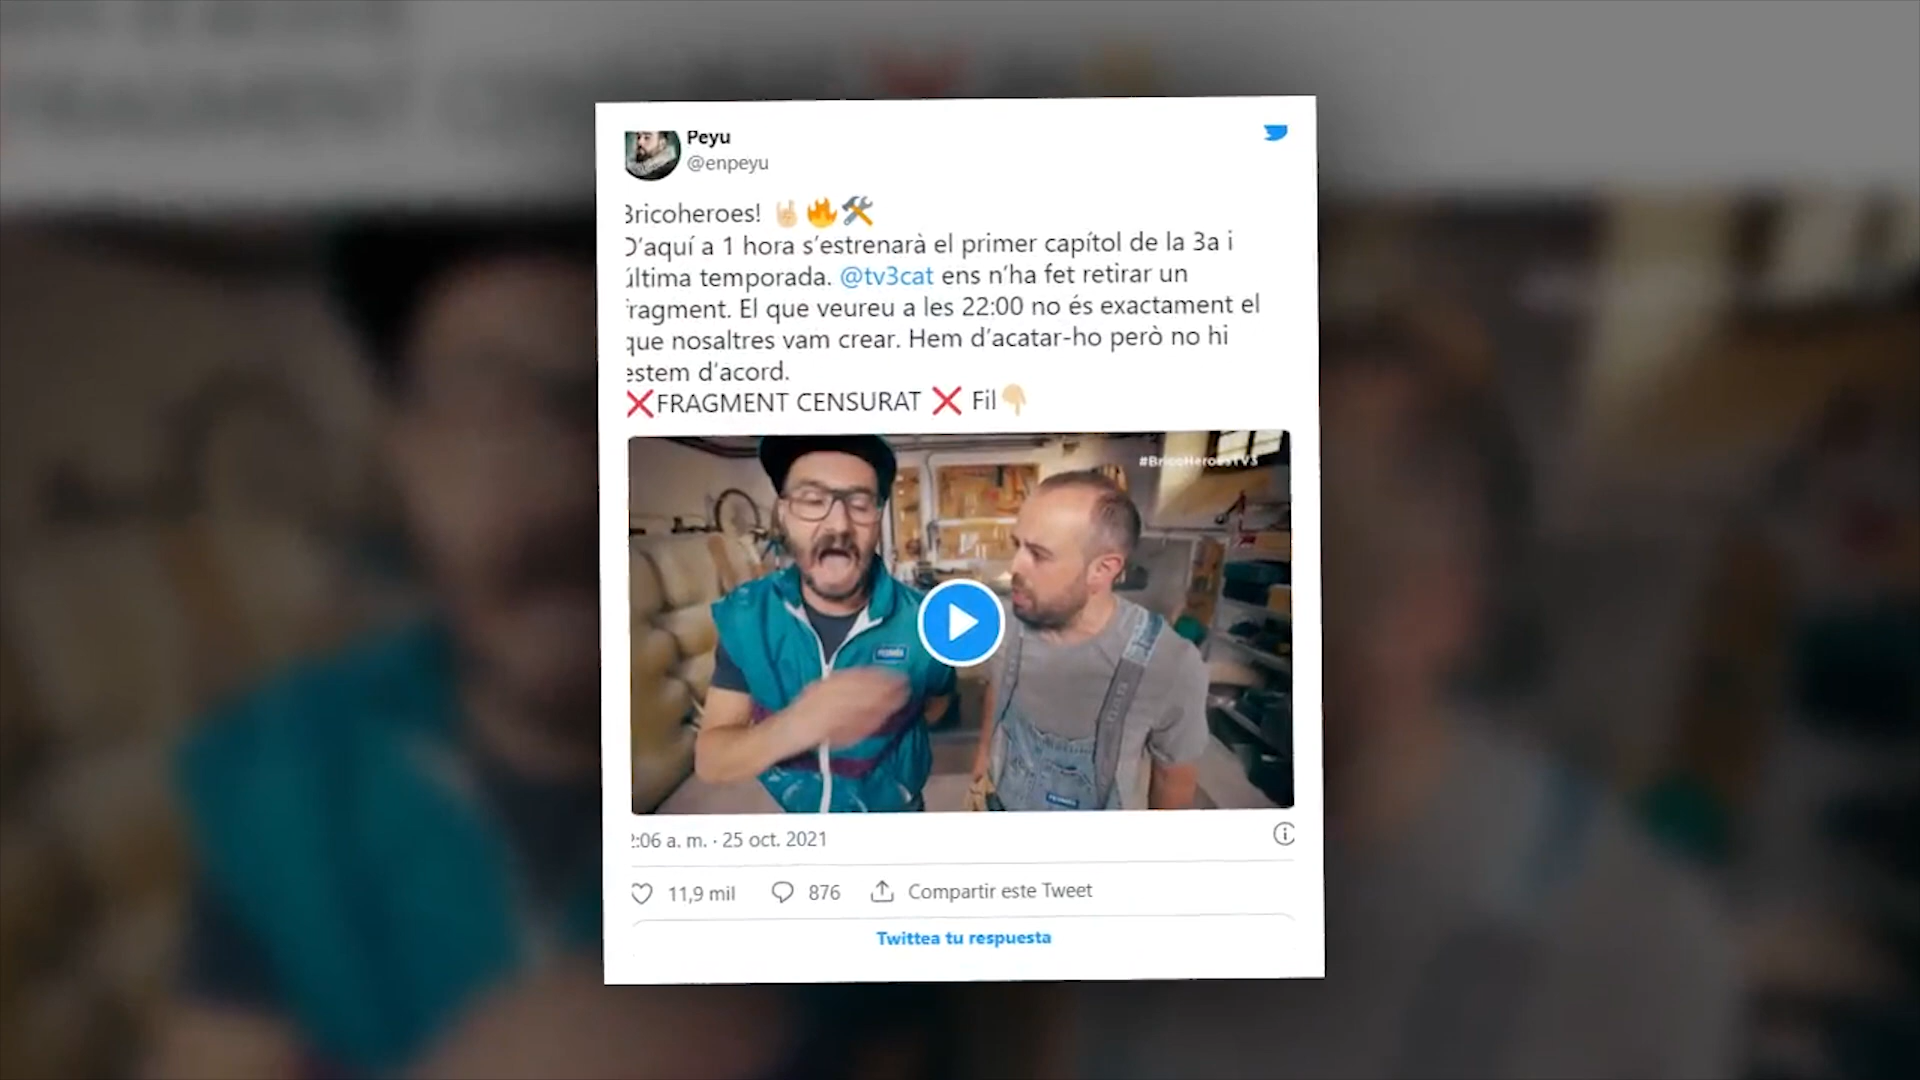 Peyu
@enpeyu
Bricoheroes! 🤘🏻🔥🛠️
D'aquí a 1 hora s'estrenarà el primer capítol de la 3a i
última temporada. @tv3cat ens n'ha fet retirar un
fragment. El que veureu a les 22:00 no és exactament el
que nosaltres vam crear. Hem d'acatar-ho però no hi
estem d'acord.
❌FRAGMENT CENSURAT ❌ Fil👇🏻
#BricoHeroesTV3
2:06 a. m. · 25 oct. 2021
11,9 mil 876 Compartir este Tweet
Twittea tu respuesta